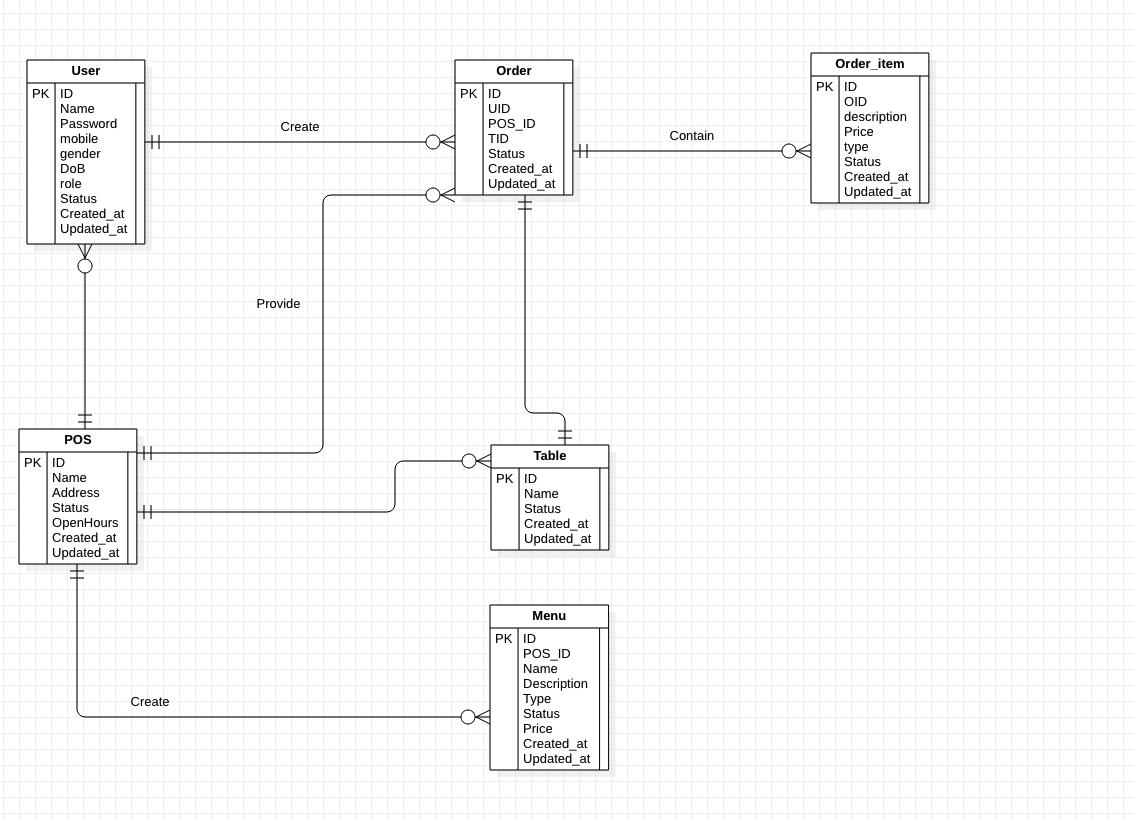 User
PK ID
Name
Password
mobile
gender
DoB
role
Status
Created_at
Updated_at
Create
Order
PK ID
UID
POS_ID
TID
Status
Created_at
Updated_at
Contain
Order_item
PK ID
OID
description
Price
type
Status
Created_at
Updated_at
Provide
POS
PK ID
Name
Address
Status
OpenHours
Created_at
Updated_at
Table
PK ID
Name
Status
Created_at
Updated_at
Create
Menu
PK ID
POS_ID
Name
Description
Type
Status
Price
Created_at
Updated_at